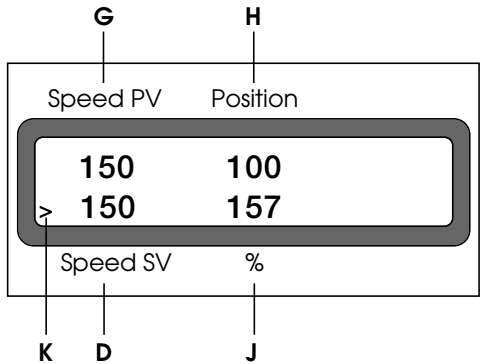 G H
Speed PV Position
150 100
> 150 157
Speed SV %
K D J